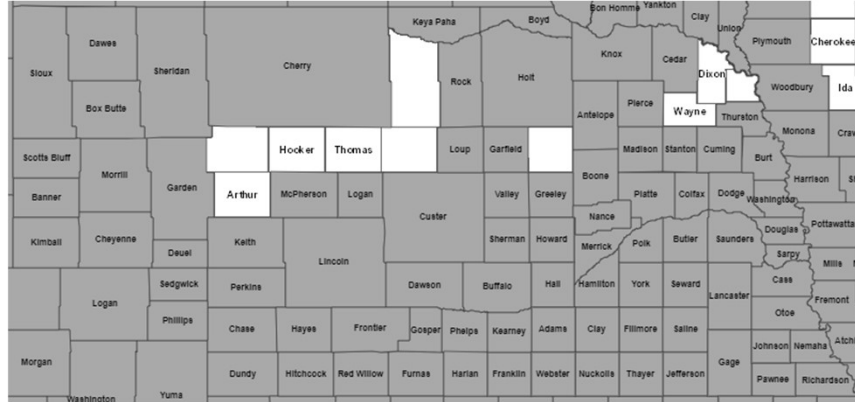 Bon Homme Yankton
Keya Paha Boyd Clay
Union
Dawes Knox Plymouth Cherokee
Sioux Sheridan Cherry Cedar
Rock Holt Dixon
Woodbury Ida
Box Butte Antelope Pierce
Wayne
Thurston
Monona
Scotts Bluff Hooker Thomas Loup Garfield Madison Stanton Cuming
Burt
Morrill Boone
Harrison
Banner Garden Arthur McPherson Logan Valley Greeley Platte Colfax Dodge
Washington
Custer Nance
Pottawatta
Kimball Cheyenne Keith Sherman Howard Merrick Polk Butler Saunders Douglas
Deuel
Lincoln Sarpy Mills
Sedgwick Perkins Dawson Buffalo Hall Hamilton York Seward Cass
Logan Lancaster Fremont
Phillips Otoe
Chase Hayes Frontier Gosper Phelps Kearney Adams Clay Fillmore Saline
Johnson Nemaha Atchi
Morgan Gage
Dundy Hitchcock Red Willow Furnas Harlan Franklin Webster Nuckolls Thayer Jefferson Pawnee Richardson
Washington Yuma